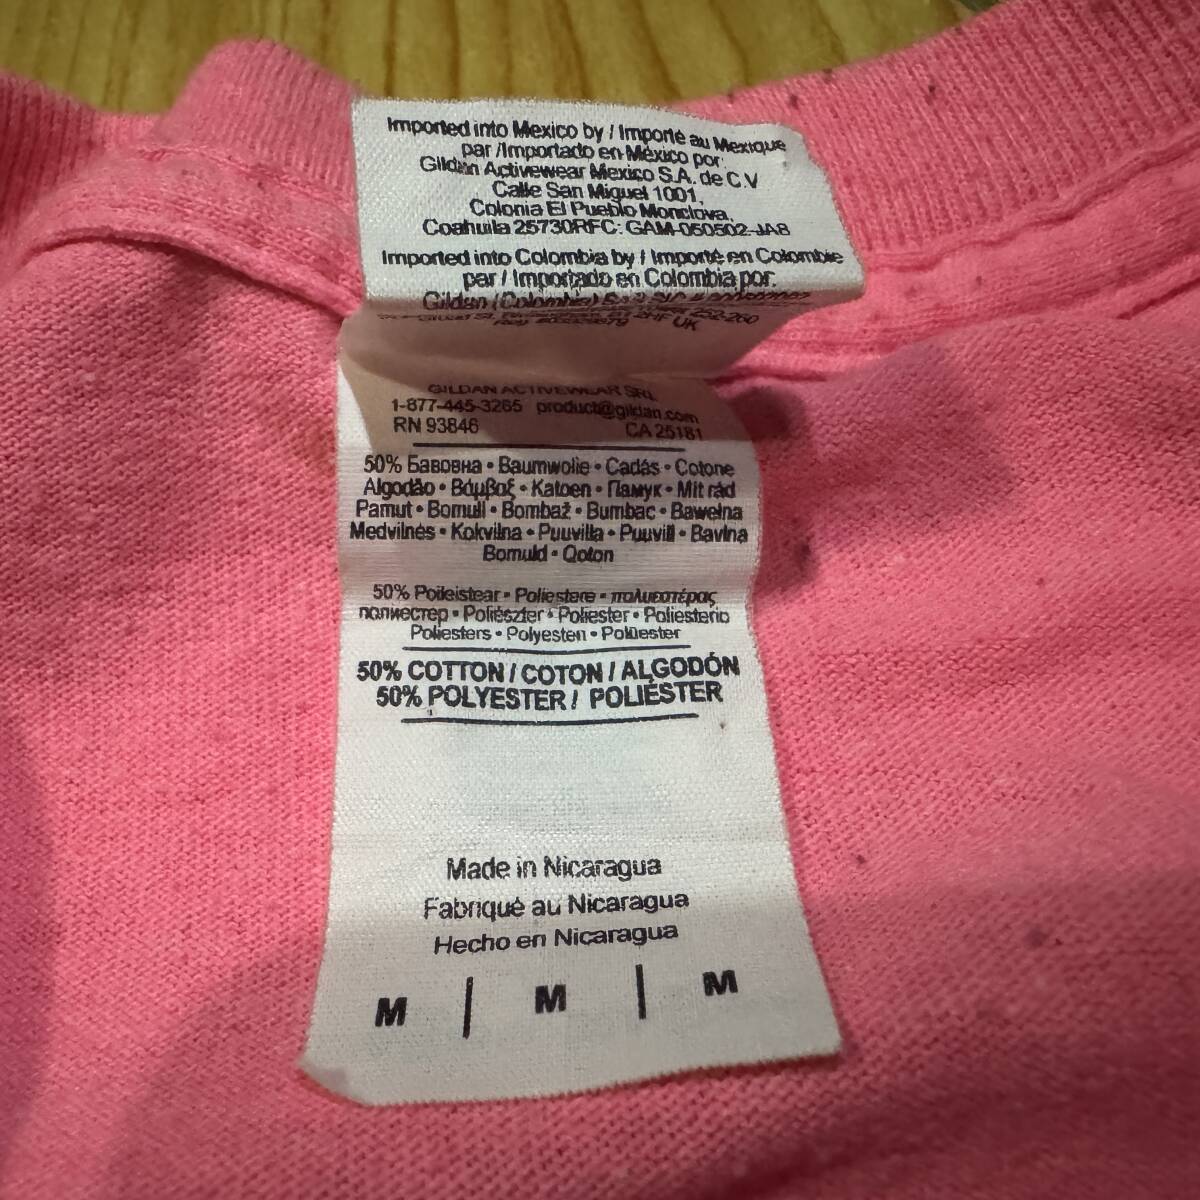 Imported into Mexico by / Importé au Mexique
par /Importado en México por:
Gildan Activewear Mexico S.A. de C.V
Calle San Miguel 1001,
Colonia El Pueblo Monclova,
Coahuila 25730RFC: GAM-050502-JA8
Imported into Colombia by / Importé en Colombie
par / Importado en Colombia por:
Gildan (Colombia)
UK
GILDAN ACTIVEWEAR SRL
1-877-445-3265 product@gildan.com
RN 93846 CA 25181
50% Бавовна • Baumwolle • Cadás • Cotone
Algodão • Βάμβαξ • Katoen • Памук • Mit rád
Pamut • Bomull • Bombaž • Bumbac • Bawełna
Medvilnės • Kokvilna • Puuvilla • Puuvill • Bavlna
Bomuld • Qoton
50% Poileistear • Poliestere • πολυεστέρας
полиестер • Poliészter • Poliester • Poliesterio
Poliesters • Polyesten • Poliester
50% COTTON / COTON / ALGODÓN
50% POLYESTER / POLIÉSTER
Made in Nicaragua
Fabriqué au Nicaragua
Hecho en Nicaragua
M | M | M